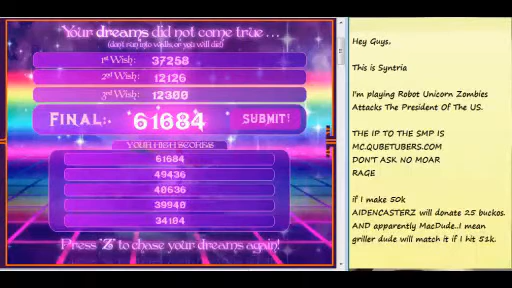 Your dreams did not come true . . .
(don't run into walls, or you will die!)
1st Wish: 37258
2nd Wish: 12126
3rd Wish: 12300
FINAL:. 61684 SUBMIT!
YOUR HIGH SCORES
61684
49436
40636
39940
34104
Press "Z" to chase your dreams again!
Hey Guys,
This is Syntria
I'm playing Robot Unicorn Zombies
Attacks The President Of The US.
THE IP TO THE SMP IS
MC.QUBETUBERS.COM
DON'T ASK NO MOAR
RAGE
if I make 50k
AIDENCASTERZ will donate 25 buckos.
AND apparently MacDude..I mean
griller dude will match it if I hit 51k.